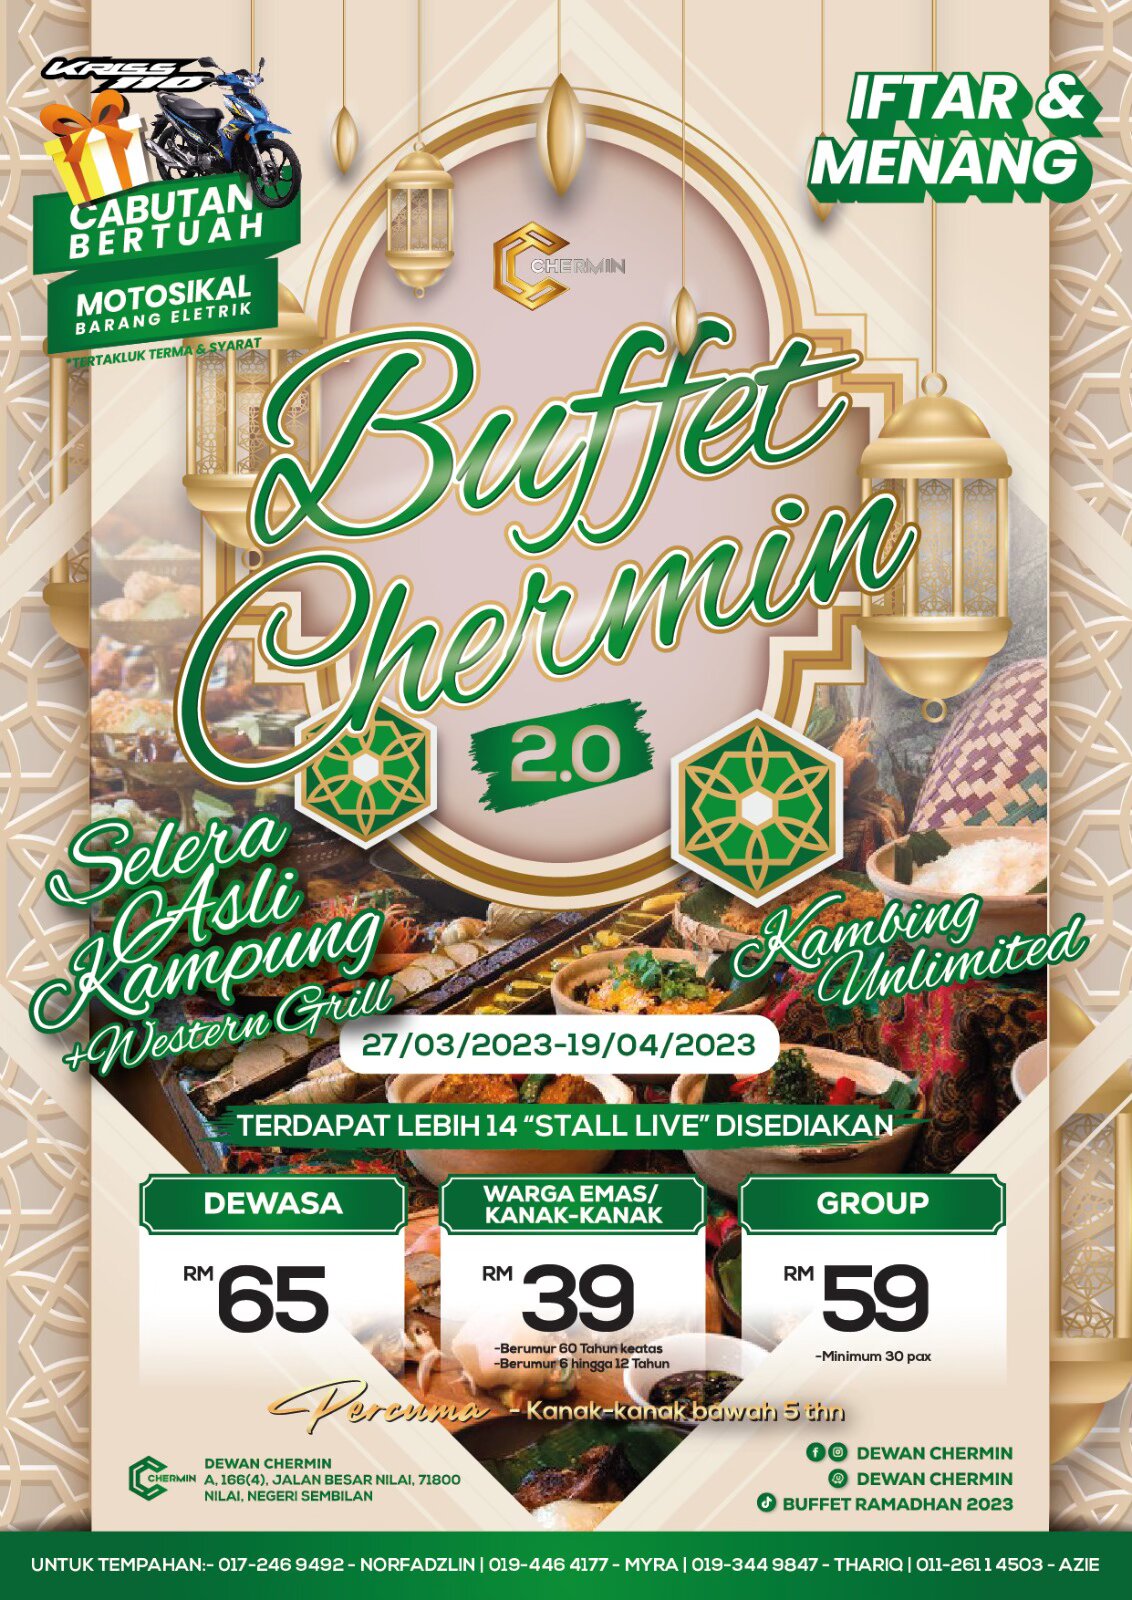 KRISS
110
CABUTAN
BERTUAH
MOTOSIKAL
BARANG ELETRIK
*TERTAKLUK TERMA & SYARAT
IFTAR &
MENANG
CHERMIN
Buffet
Chermin
2.0
Selera
Asli
Kampung
+Western Grill
Kambing
Unlimited
27/03/2023-19/04/2023
TERDAPAT LEBIH 14 “STALL LIVE” DISEDIAKAN
DEWASA
RM 65
WARGA EMAS/
KANAK-KANAK
RM 39
-Berumur 60 Tahun keatas
-Berumur 6 hingga 12 Tahun
GROUP
RM 59
-Minimum 30 pax
Percuma - Kanak-kanak bawah 5 thn
CHERMIN
DEWAN CHERMIN
A, 166(4), JALAN BESAR NILAI, 71800
NILAI, NEGERI SEMBILAN
DEWAN CHERMIN
DEWAN CHERMIN
BUFFET RAMADHAN 2023
UNTUK TEMPAHAN:- 017-246 9492 - NORFADZLIN | 019-446 4177 - MYRA | 019-344 9847 - THARIQ | 011-261 1 4503 - AZIE